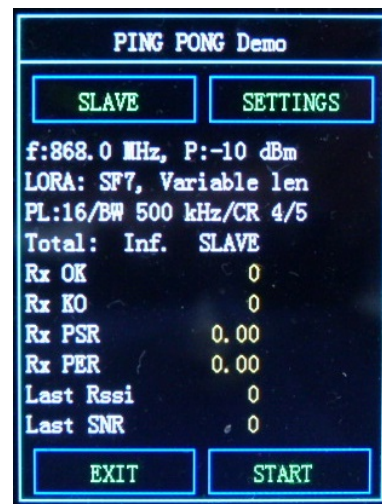 PING PONG Demo
SLAVE SETTINGS
f:868.0 MHz, P:-10 dBm
LORA: SF7, Variable len
PL:16/BW 500 kHz/CR 4/5
Total: Inf. SLAVE
Rx OK 0
Rx KO 0
Rx PSR 0.00
Rx PER 0.00
Last Rssi 0
Last SNR 0
EXIT START